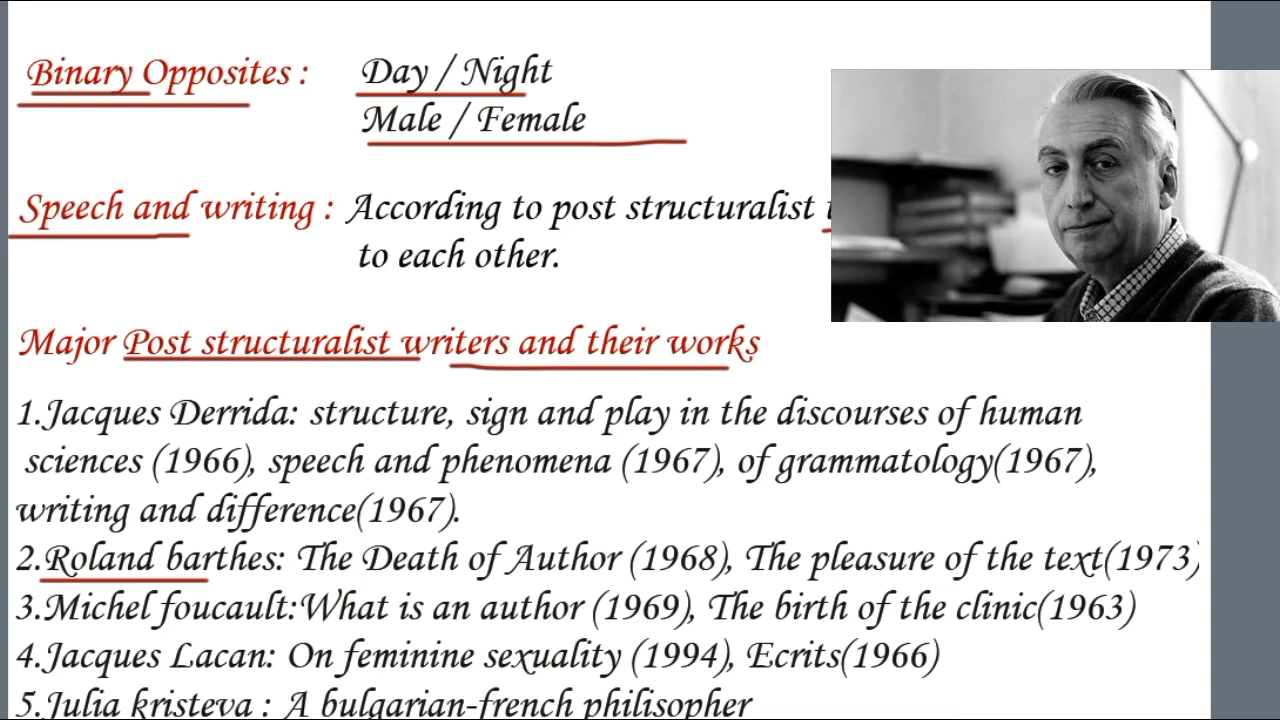 Binary Opposites : Day / Night
Male / Female
Speech and writing : According to post structuralist
to each other.
Major Post structuralist writers and their works
1.Jacques Derrida: structure, sign and play in the discourses of human
sciences (1966), speech and phenomena (1967), of grammatology(1967),
writing and difference(1967).
2.Roland barthes: The Death of Author (1968), The pleasure of the text(1973)
3.Michel foucault:What is an author (1969), The birth of the clinic(1963)
4.Jacques Lacan: On feminine sexuality (1994), Ecrits(1966)
5.Julia kristeva : A bulgarian-french philisopher